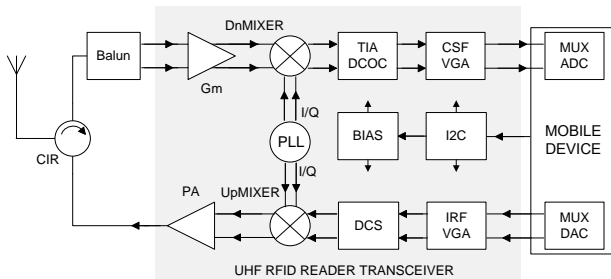 DnMIXER
Balun
Gm
TIA
DCOC
CSF
VGA
MUX
ADC
I/Q
CIR
PLL
BIAS
I2C
MOBILE
DEVICE
I/Q
PA
UpMIXER
DCS
IRF
VGA
MUX
DAC
UHF RFID READER TRANSCEIVER